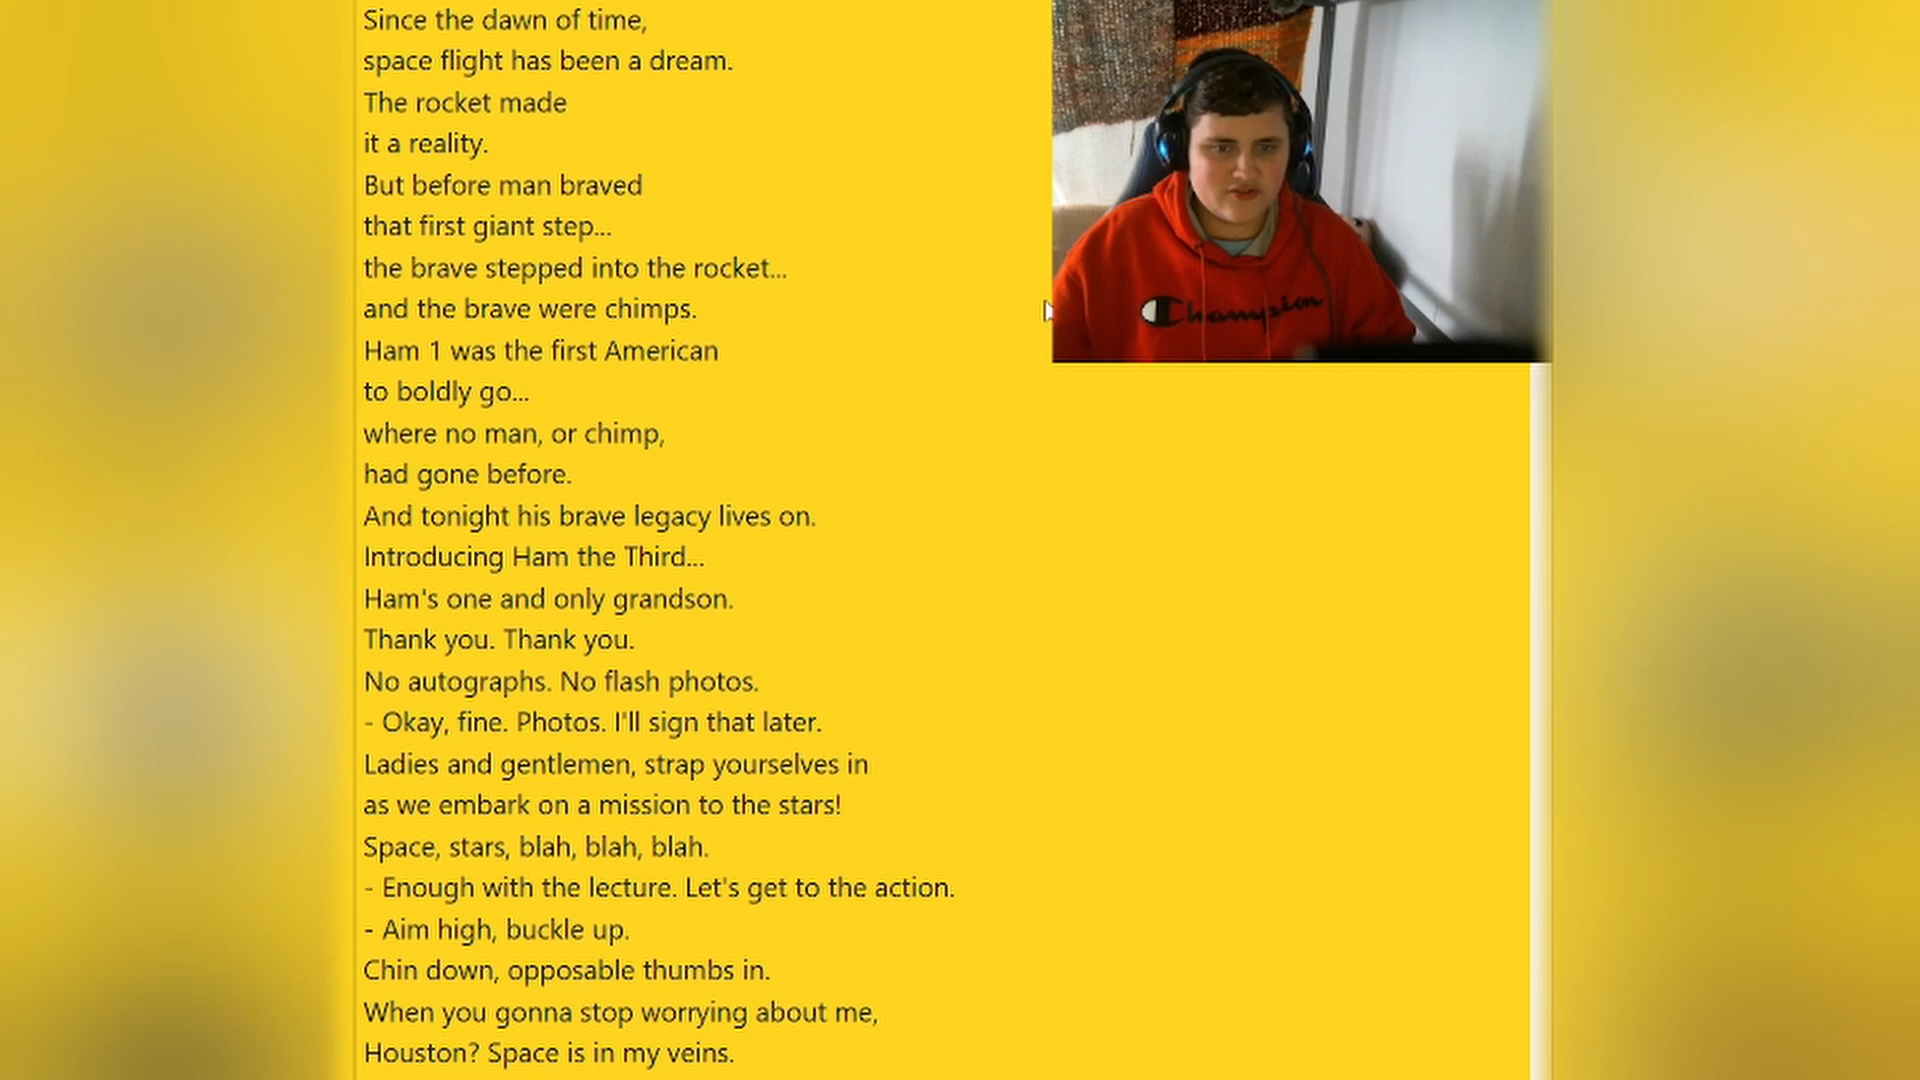 Since the dawn of time,
space flight has been a dream.
The rocket made
it a reality.
But before man braved
that first giant step...
the brave stepped into the rocket...
and the brave were chimps.
Ham 1 was the first American
to boldly go...
where no man, or chimp,
had gone before.
And tonight his brave legacy lives on.
Introducing Ham the Third...
Ham's one and only grandson.
Thank you. Thank you.
No autographs. No flash photos.
- Okay, fine. Photos. I'll sign that later.
Ladies and gentlemen, strap yourselves in
as we embark on a mission to the stars!
Space, stars, blah, blah, blah.
- Enough with the lecture. Let's get to the action.
- Aim high, buckle up.
Chin down, opposable thumbs in.
When you gonna stop worrying about me,
Houston? Space is in my veins.
Champion